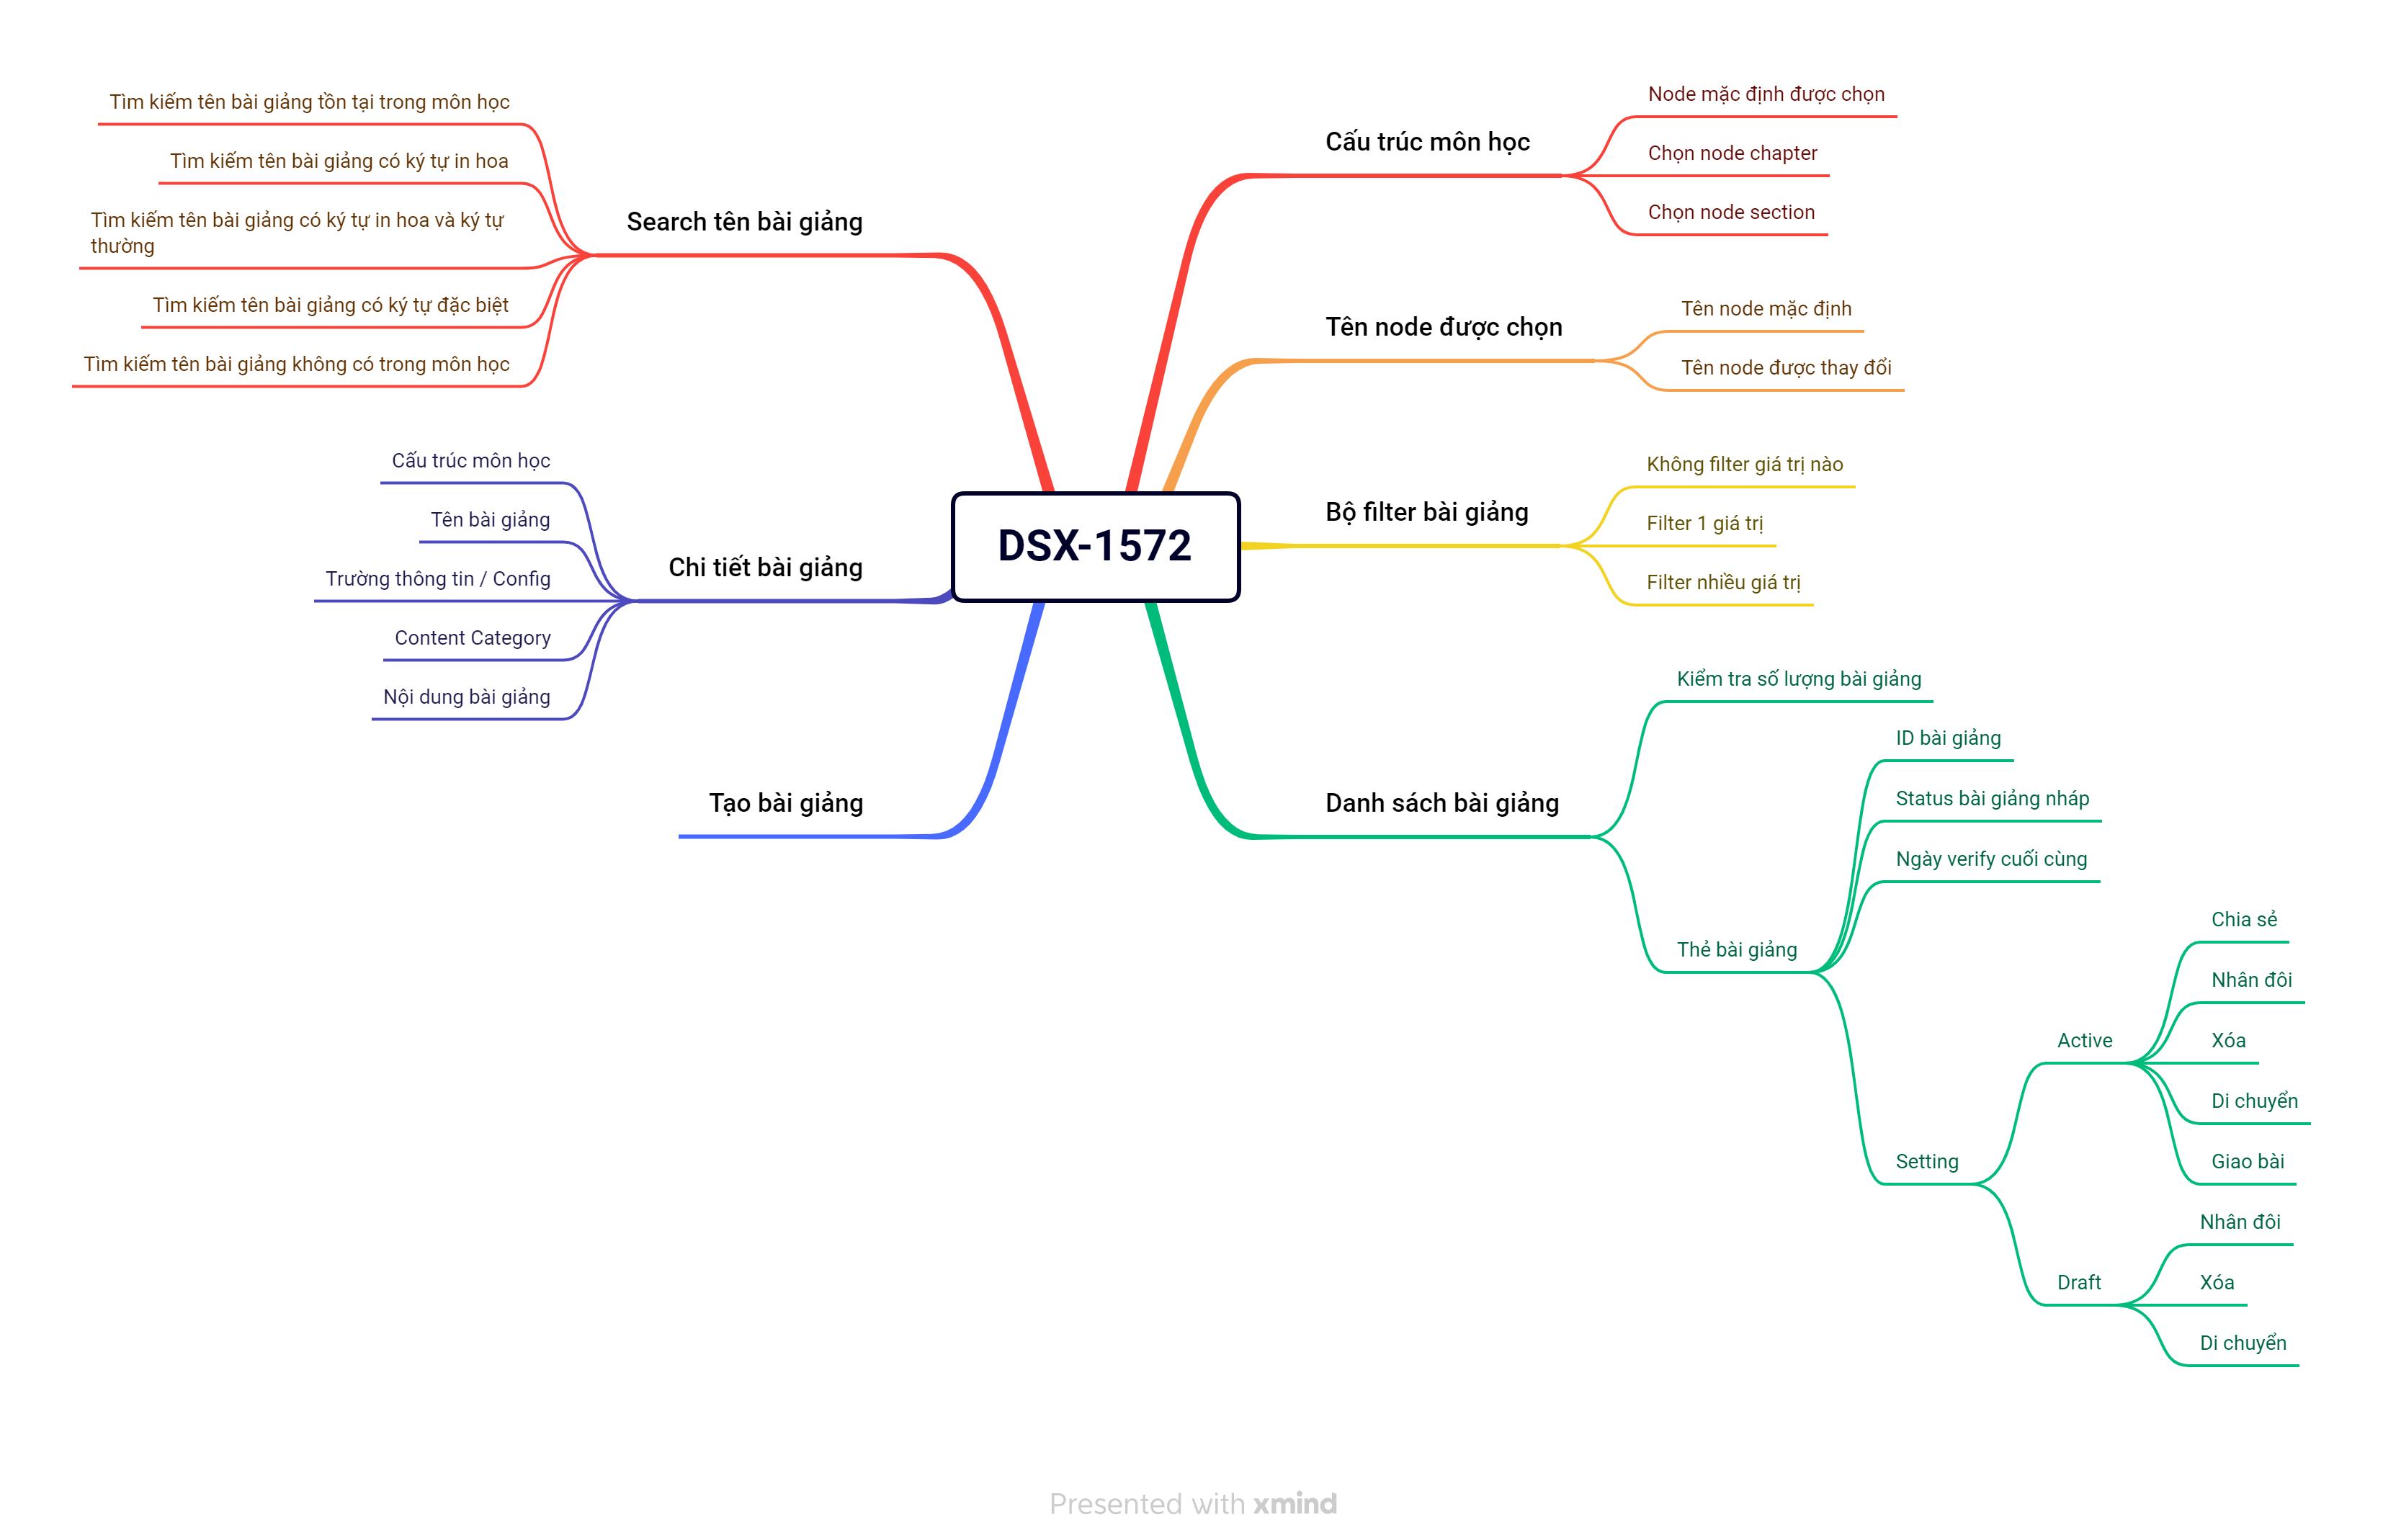 DSX-1572
Cấu trúc môn học
Node mặc định được chọn
Chọn node chapter
Chọn node section
Tên node được chọn
Tên node mặc định
Tên node được thay đổi
Bộ filter bài giảng
Không filter giá trị nào
Filter 1 giá trị
Filter nhiều giá trị
Danh sách bài giảng
Kiểm tra số lượng bài giảng
Thẻ bài giảng
ID bài giảng
Status bài giảng nháp
Ngày verify cuối cùng
Setting
Active
Chia sẻ
Nhân đôi
Xóa
Di chuyển
Giao bài
Draft
Nhân đôi
Xóa
Di chuyển
Search tên bài giảng
Tìm kiếm tên bài giảng tồn tại trong môn học
Tìm kiếm tên bài giảng có ký tự in hoa
Tìm kiếm tên bài giảng có ký tự in hoa và ký tự
thường
Tìm kiếm tên bài giảng có ký tự đặc biệt
Tìm kiếm tên bài giảng không có trong môn học
Chi tiết bài giảng
Cấu trúc môn học
Tên bài giảng
Trường thông tin / Config
Content Category
Nội dung bài giảng
Tạo bài giảng
Presented with xmind